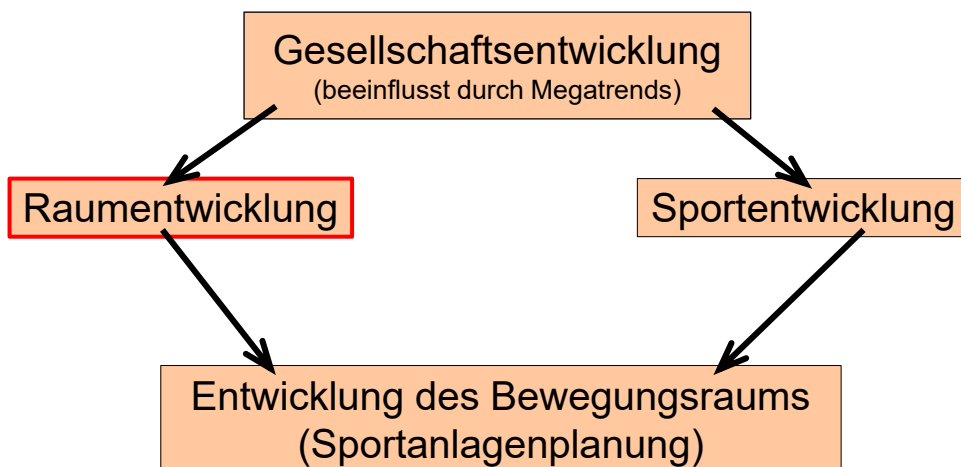 Gesellschaftsentwicklung
(beeinflusst durch Megatrends)
Raumentwicklung
Sportentwicklung
Entwicklung des Bewegungsraums
(Sportanlagenplanung)